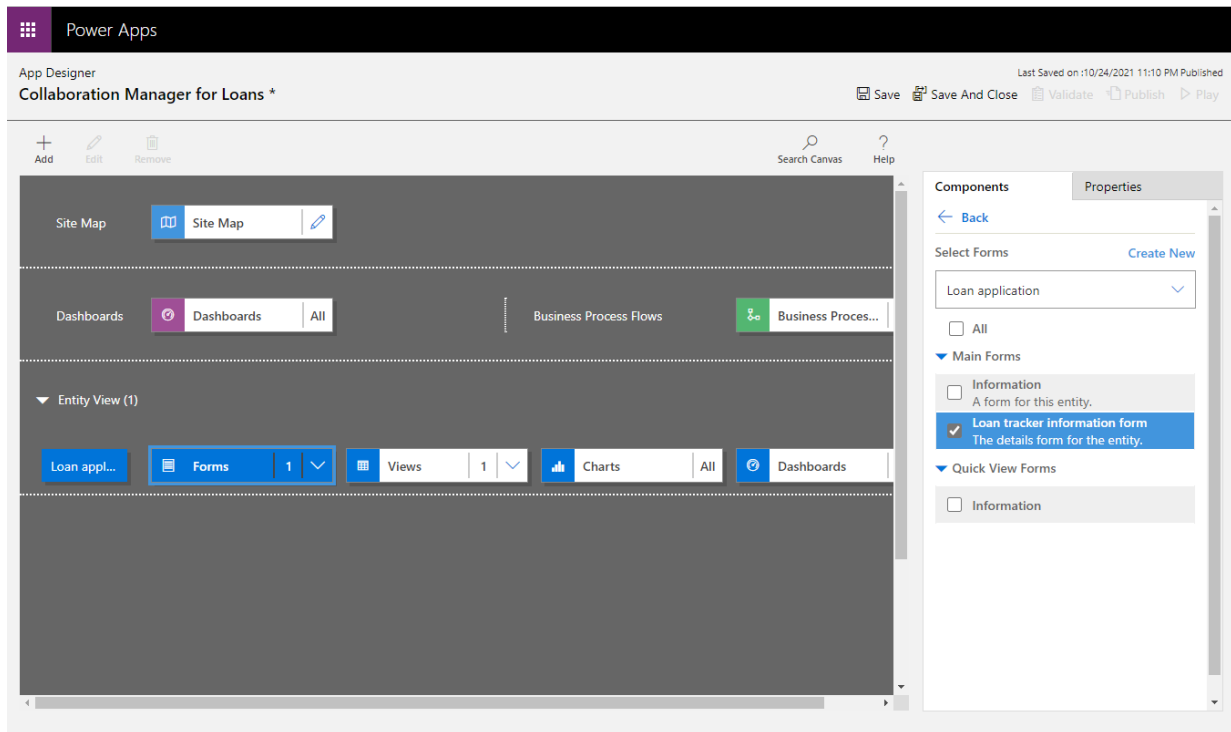 Power Apps
App Designer
Last Saved on :10/24/2021 11:10 PM Published
Collaboration Manager for Loans *
Save Save And Close Validate Publish Play
Add Edit Remove Search Canvas Help
Components Properties
Back
Site Map Site Map
Select Forms Create New
Loan application
Dashboards Dashboards All Business Process Flows Business Proces...
All
Main Forms
Information
A form for this entity.
Entity View (1)
Loan tracker information form
The details form for the entity.
Loan appl... Forms 1 Views 1 Charts All Dashboards
Quick View Forms
Information